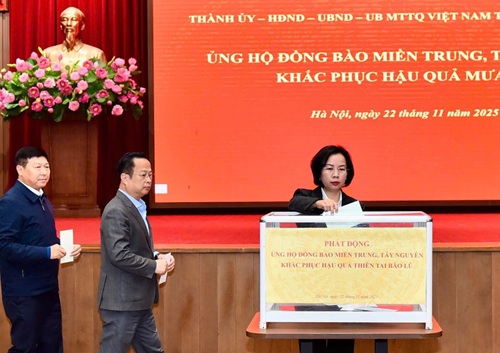 THÀNH ỦY - HĐND - UBND - UB MTTQ VIỆT NAM T
ỦNG HỘ ĐỒNG BÀO MIỀN TRUNG, T
KHẮC PHỤC HẬU QUẢ MƯA
Hà Nội, ngày 22 tháng 11 năm 2025
PHÁT ĐỘNG
ỦNG HỘ ĐỒNG BÀO MIỀN TRUNG, TÂY NGUYÊN
KHẮC PHỤC HẬU QUẢ THIÊN TAI BÃO LŨ